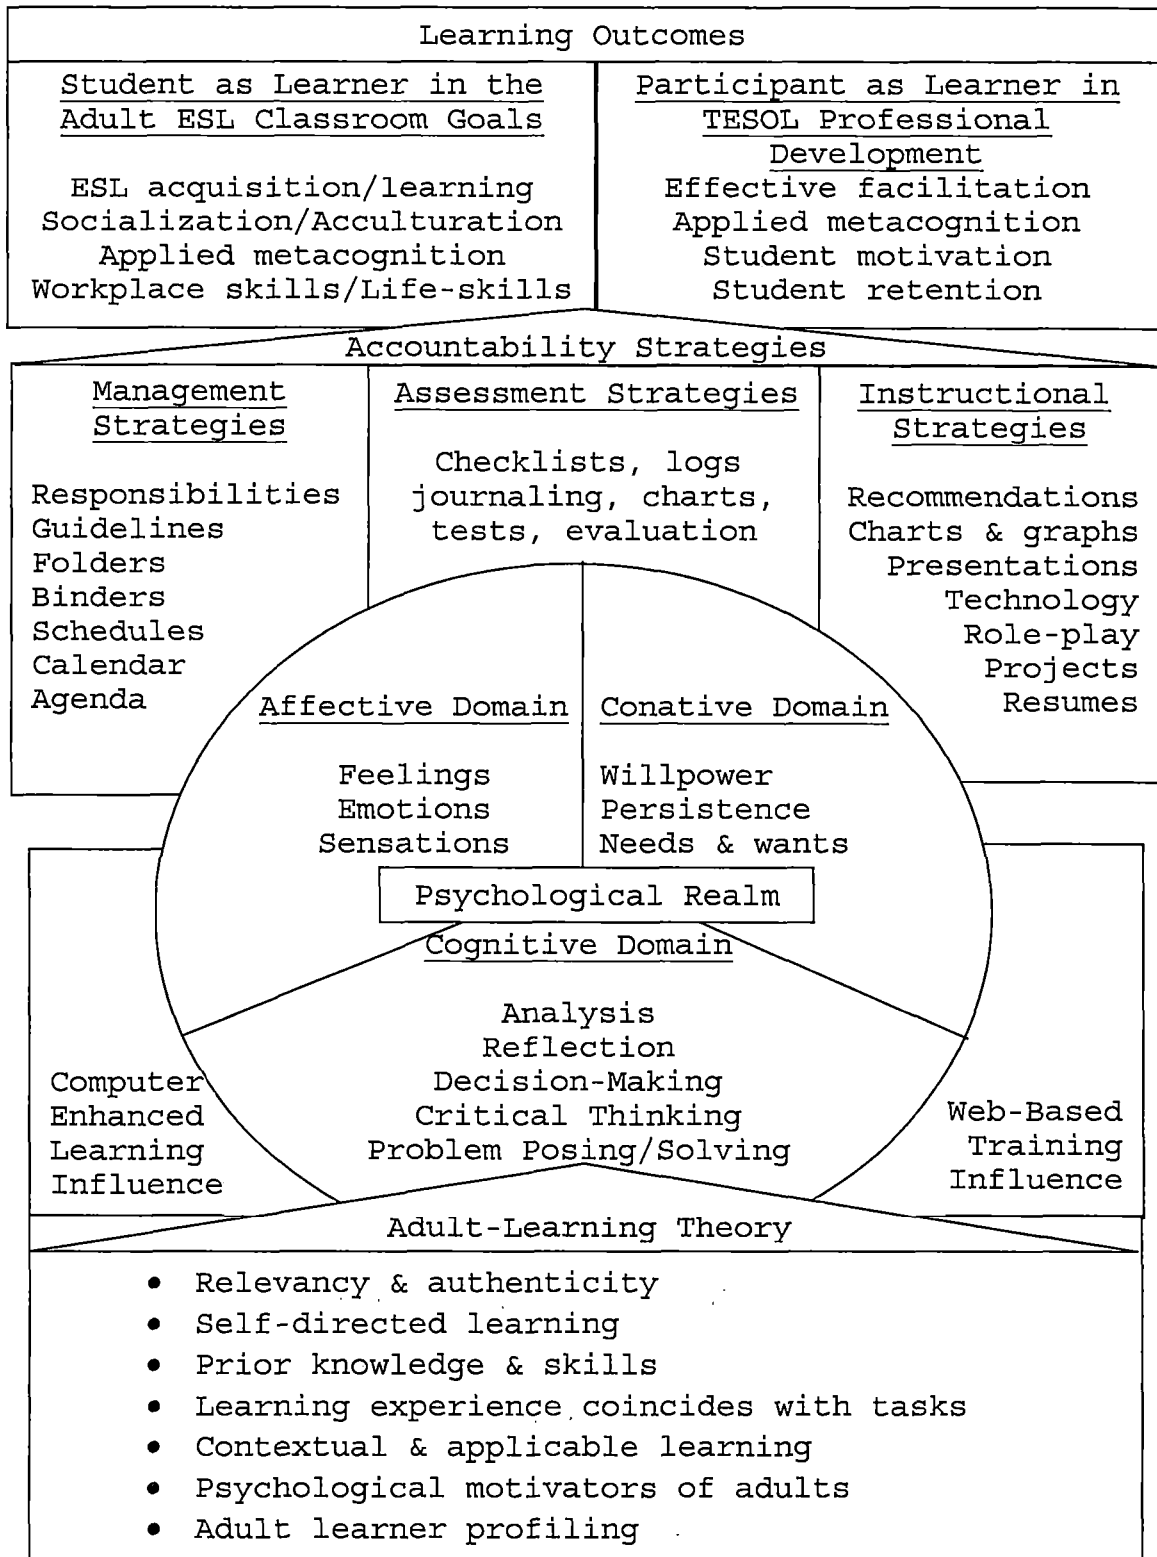 Learning Outcomes
Student as Learner in the
Adult ESL Classroom Goals
ESL acquisition/learning
Socialization/Acculturation
Applied metacognition
Workplace skills/Life-skills
Participant as Learner in
TESOL Professional
Development
Effective facilitation
Applied metacognition
Student motivation
Student retention
Accountability Strategies
Management
Strategies
Responsibilities
Guidelines
Folders
Binders
Schedules
Calendar
Agenda
Assessment Strategies
Checklists, logs
journaling, charts,
tests, evaluation
Instructional
Strategies
Recommendations
Charts & graphs
Presentations
Technology
Role-play
Projects
Resumes
Affective Domain
Feelings
Emotions
Sensations
Conative Domain
Willpower
Persistence
Needs & wants
Psychological Realm
Cognitive Domain
Analysis
Reflection
Decision-Making
Critical Thinking
Problem Posing/Solving
Computer
Enhanced
Learning
Influence
Web-Based
Training
Influence
Adult-Learning Theory
• Relevancy & authenticity
• Self-directed learning
• Prior knowledge & skills
• Learning experience coincides with tasks
• Contextual & applicable learning
• Psychological motivators of adults
• Adult learner profiling